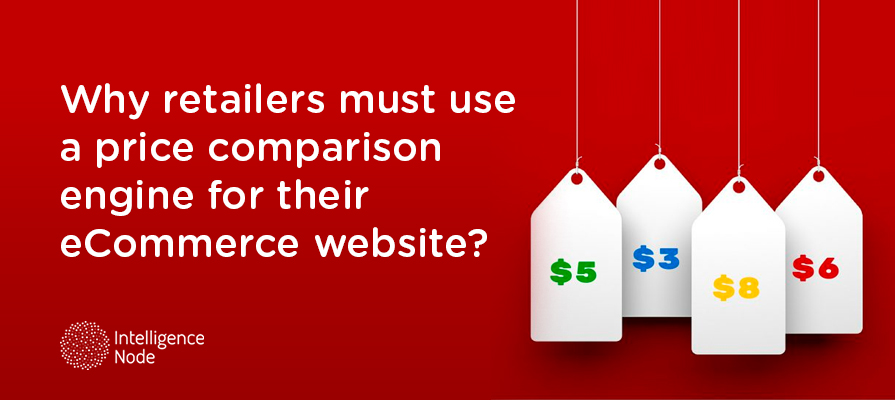 Why retailers must use
a price comparison
engine for their
eCommerce website?
$5
$3
$8
$6
Intelligence
Node